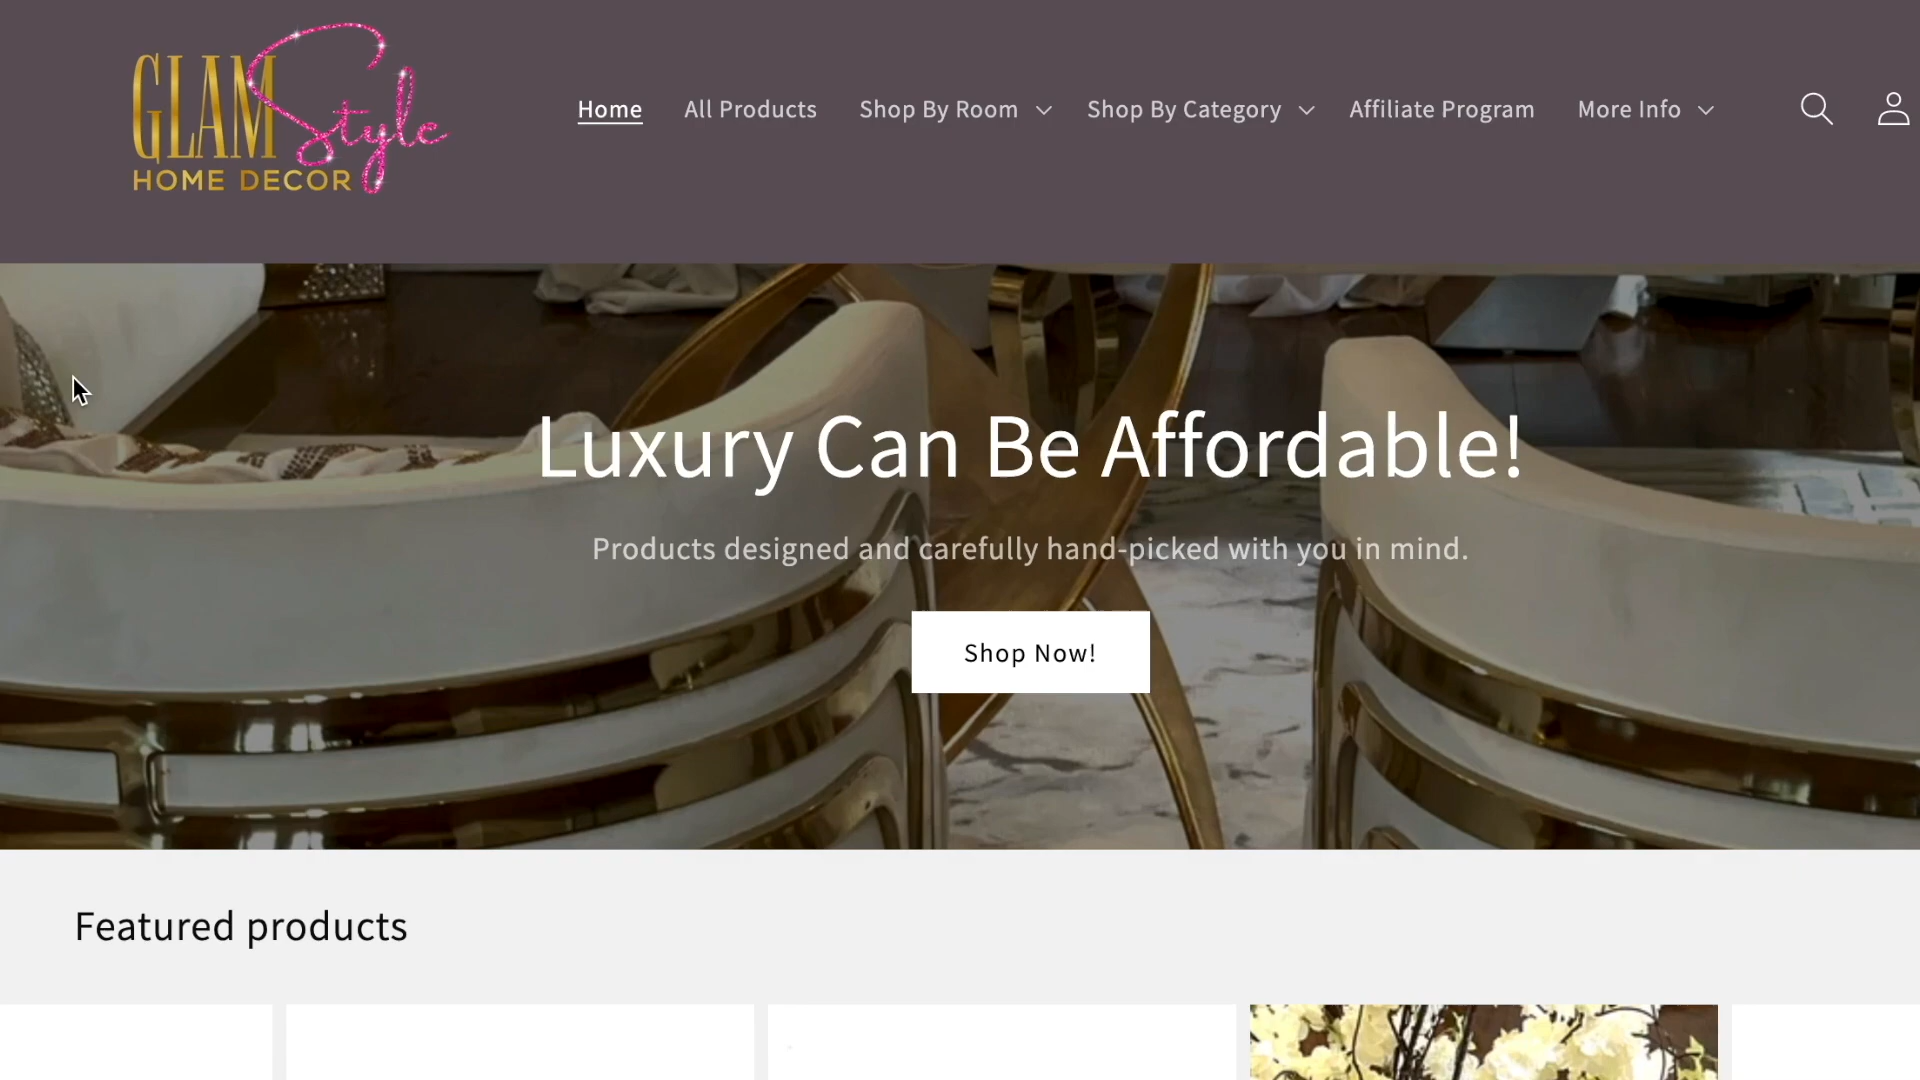 GLAM Style
HOME DECOR
Home
All Products
Shop By Room
Shop By Category
Affiliate Program
More Info
Luxury Can Be Affordable!
Products designed and carefully hand-picked with you in mind.
Shop Now!
Featured products